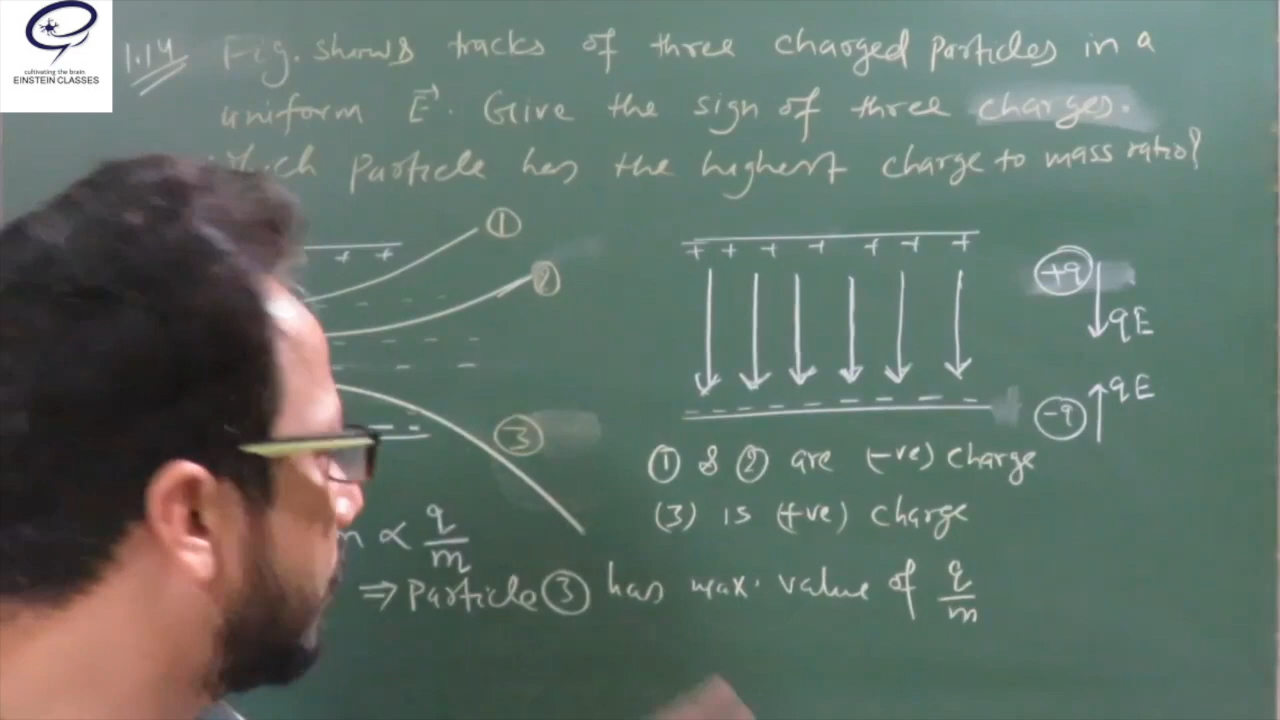 cultivating the brain
EINSTEIN CLASSES
1.14 Fig. shows tracks of three charged particles in a
uniform E⃗. Give the sign of three charges.
which particle has the highest charge to mass ratio?
+ +
1
2
3
+ + + + + + +
+q
qE
qE
-q
- - - - - - - - - -
① & ② are (-ve) charge
(3) is (+ve) charge
∝ q/m
⇒ Particle ③ has max. value of q/m